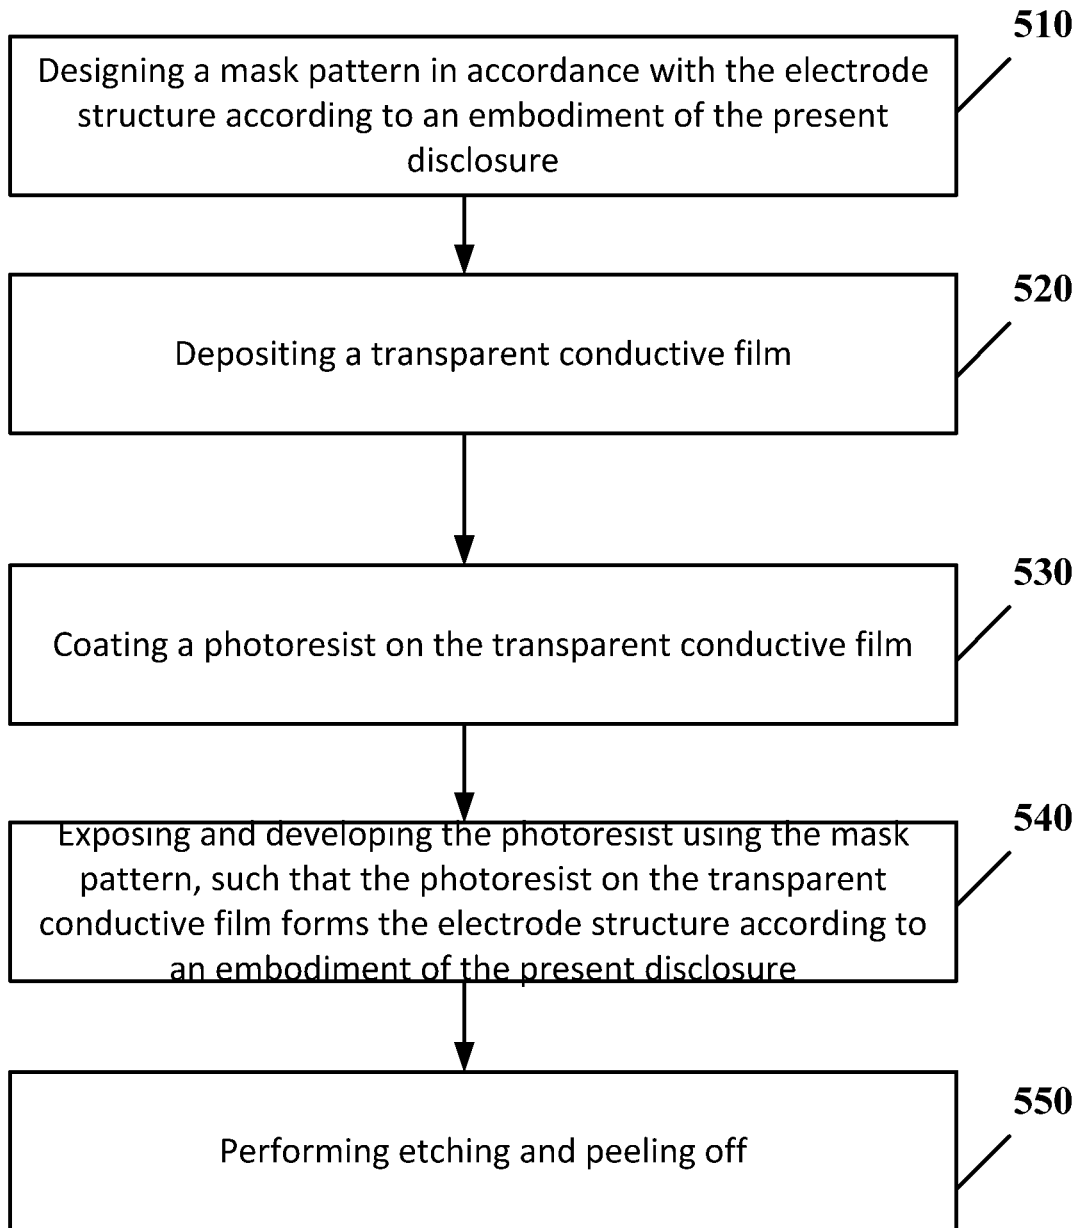 510
Designing a mask pattern in accordance with the electrode
structure according to an embodiment of the present
disclosure
520
Depositing a transparent conductive film
530
Coating a photoresist on the transparent conductive film
540
Exposing and developing the photoresist using the mask
pattern, such that the photoresist on the transparent
conductive film forms the electrode structure according to
an embodiment of the present disclosure
550
Performing etching and peeling off